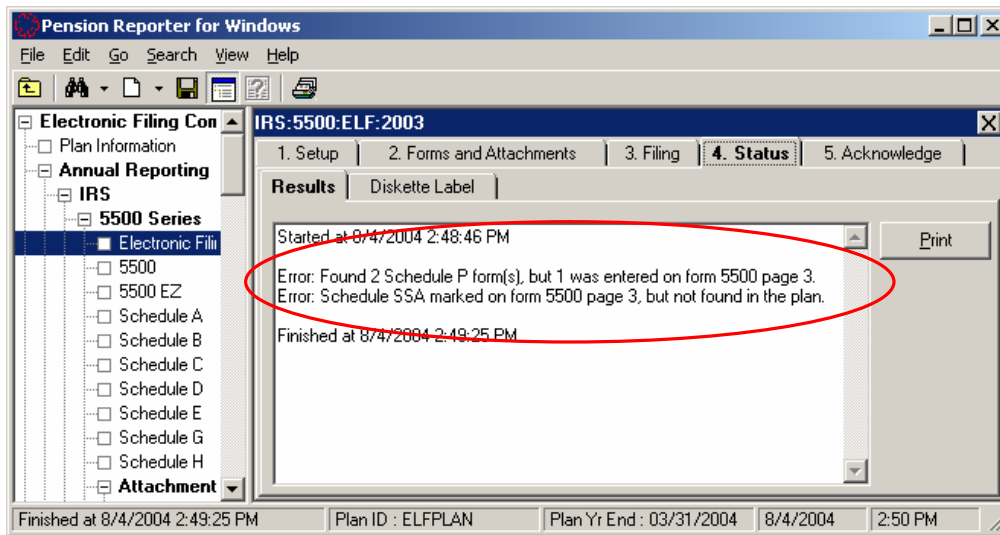 Pension Reporter for Windows
File Edit Go Search View Help
Electronic Filing Con
Plan Information
Annual Reporting
IRS
5500 Series
Electronic Fili
5500
5500 EZ
Schedule A
Schedule B
Schedule C
Schedule D
Schedule E
Schedule G
Schedule H
Attachment
IRS:5500:ELF:2003
1. Setup 2. Forms and Attachments 3. Filing 4. Status 5. Acknowledge
Results Diskette Label
Started at 8/4/2004 2:48:46 PM
Error: Found 2 Schedule P form(s), but 1 was entered on form 5500 page 3.
Error: Schedule SSA marked on form 5500 page 3, but not found in the plan.
Finished at 8/4/2004 2:49:25 PM
Print
Finished at 8/4/2004 2:49:25 PM Plan ID : ELFPLAN Plan Yr End : 03/31/2004 8/4/2004 2:50 PM